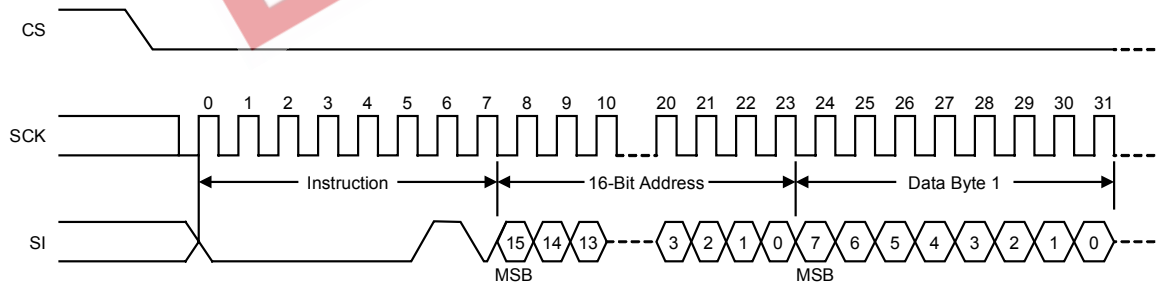 CS
0 1 2 3 4 5 6 7 8 9 10 20 21 22 23 24 25 26 27 28 29 30 31
SCK
Instruction 16-Bit Address Data Byte 1
SI 15 14 13 3 2 1 0 7 6 5 4 3 2 1 0
MSB MSB